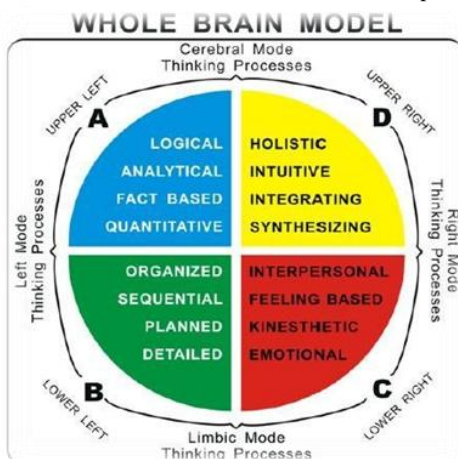 WHOLE BRAIN MODEL
Cerebral Mode
Thinking Processes
UPPER LEFT
UPPER RIGHT
A
D
LOGICAL
ANALYTICAL
FACT BASED
QUANTITATIVE
HOLISTIC
INTUITIVE
INTEGRATING
SYNTHESIZING
Left Mode
Thinking Processes
Right Mode
Thinking Processes
ORGANIZED
SEQUENTIAL
PLANNED
DETAILED
INTERPERSONAL
FEELING BASED
KINESTHETIC
EMOTIONAL
B
C
LOWER LEFT
LOWER RIGHT
Limbic Mode
Thinking Processes